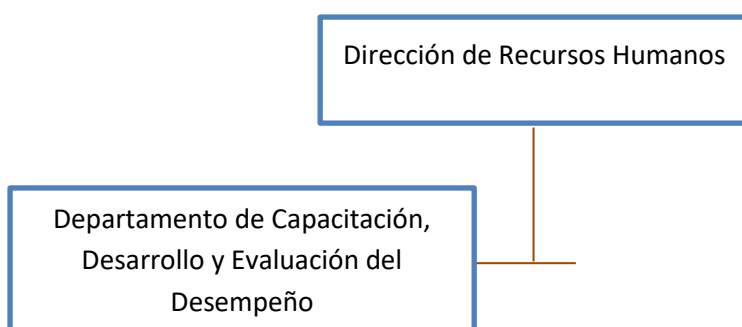 Dirección de Recursos Humanos
Departamento de Capacitación,
Desarrollo y Evaluación del
Desempeño